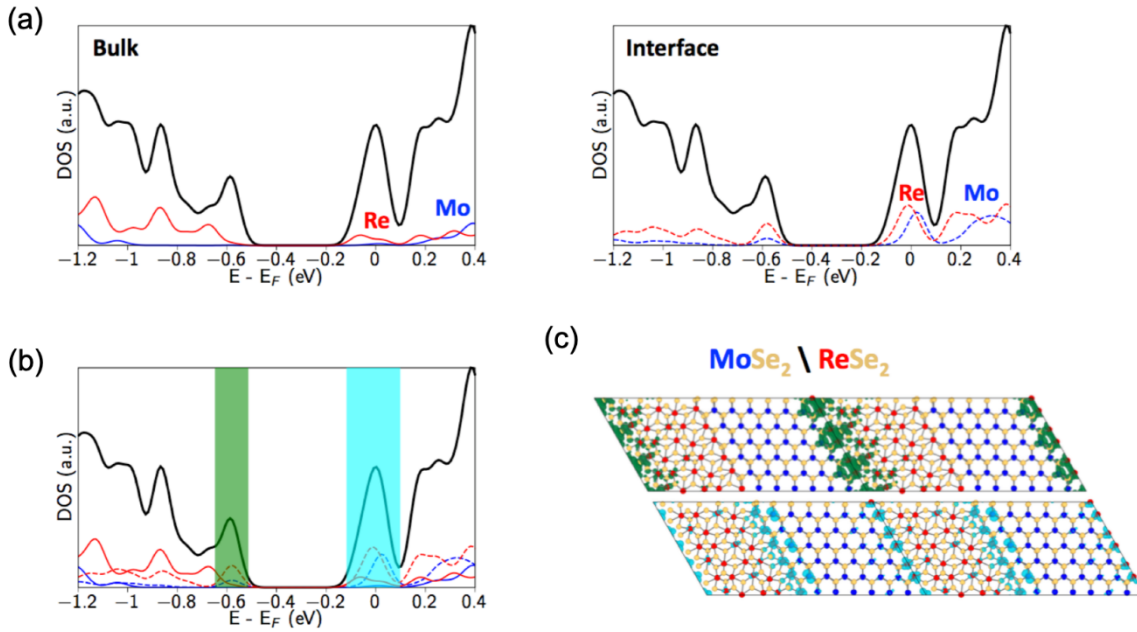 (a)
Bulk
DOS (a.u.)
Re
Mo
−1.2 −1 −0.8 −0.6 −0.4 −0.2 0 0.2 0.4
E - E_F (eV)
Interface
DOS (a.u.)
Re
Mo
−1.2 −1 −0.8 −0.6 −0.4 −0.2 0 0.2 0.4
E - E_F (eV)
(b)
DOS (a.u.)
−1.2 −1 −0.8 −0.6 −0.4 −0.2 0 0.2 0.4
E - E_F (eV)
(c)
MoSe₂ \ ReSe₂